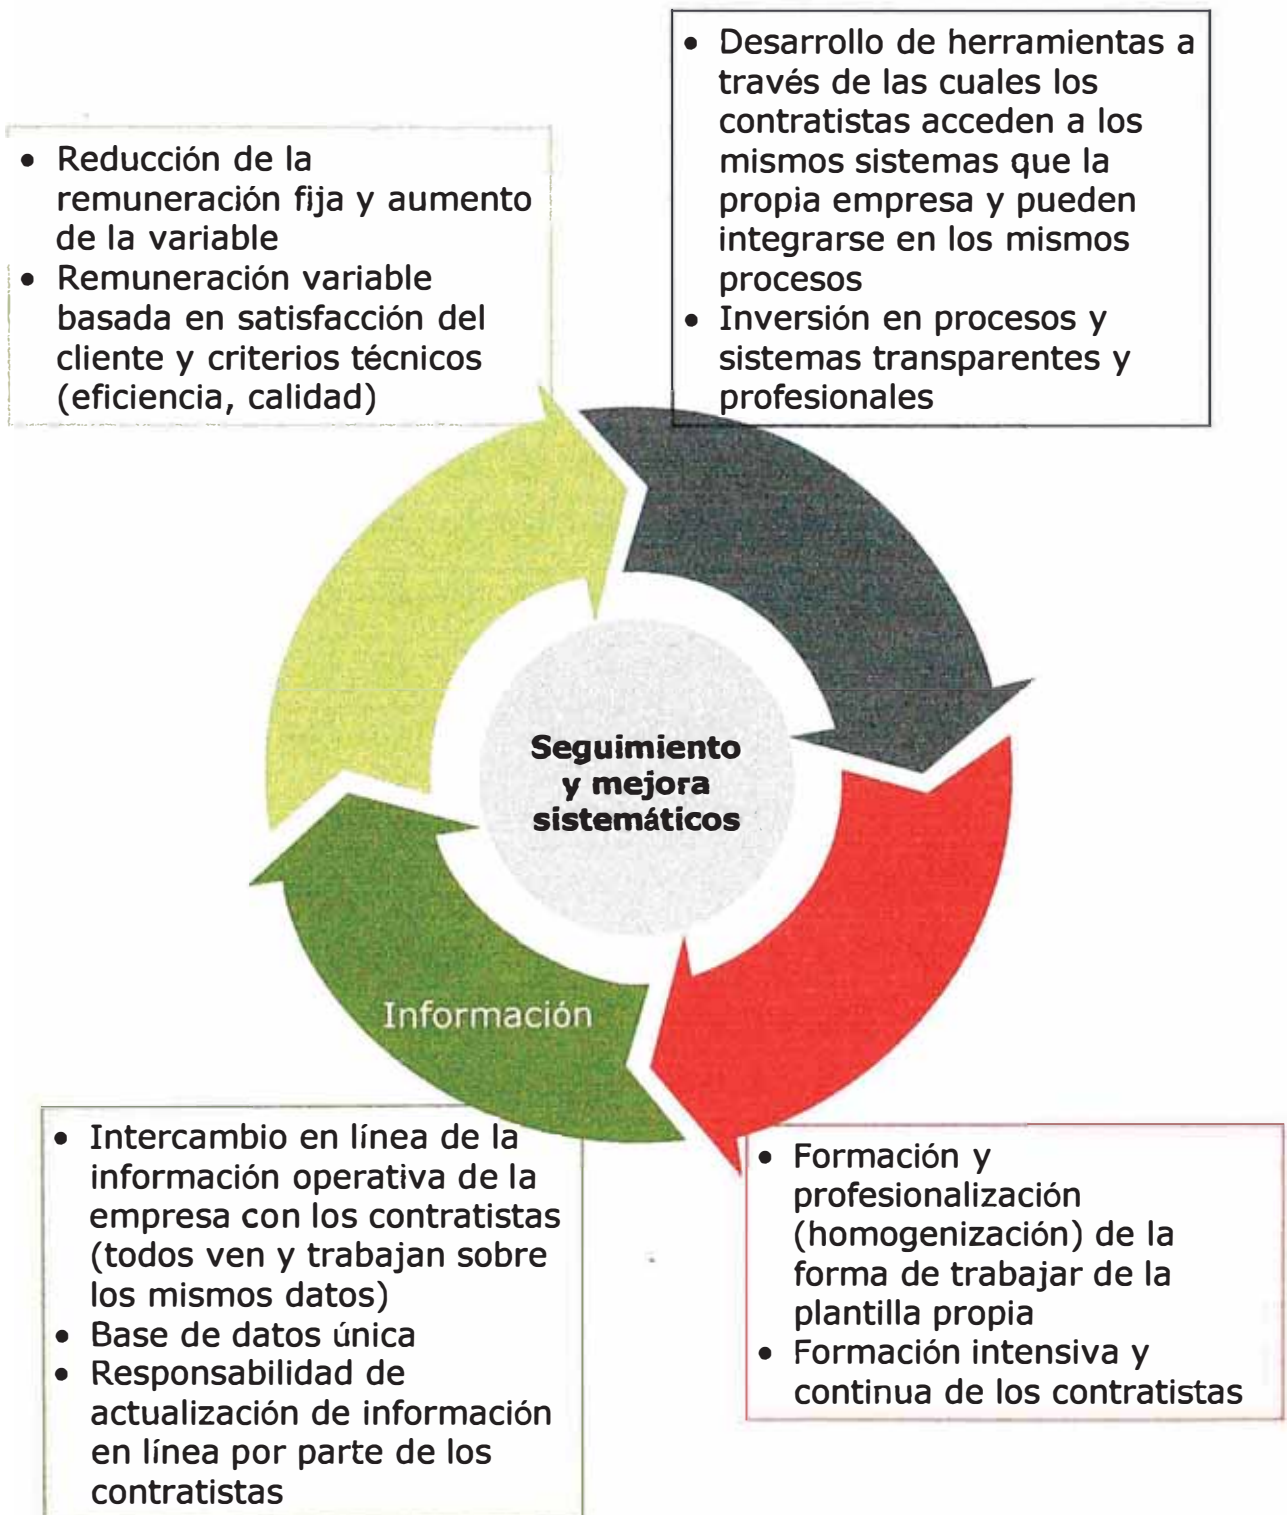 • Reducción de la
remuneración fija y aumento
de la variable
• Remuneración variable
basada en satisfacción del
cliente y criterios técnicos
(eficiencia, calidad)
• Desarrollo de herramientas a
través de las cuales los
contratistas acceden a los
mismos sistemas que la
propia empresa y pueden
integrarse en los mismos
procesos
• Inversión en procesos y
sistemas transparentes y
profesionales
Seguimiento
y mejora
sistemáticos
Información
• Intercambio en línea de la
información operativa de la
empresa con los contratistas
(todos ven y trabajan sobre
los mismos datos)
• Base de datos única
• Responsabilidad de
actualización de información
en línea por parte de los
contratistas
• Formación y
profesionalización
(homogenización) de la
forma de trabajar de la
plantilla propia
• Formación intensiva y
continua de los contratistas